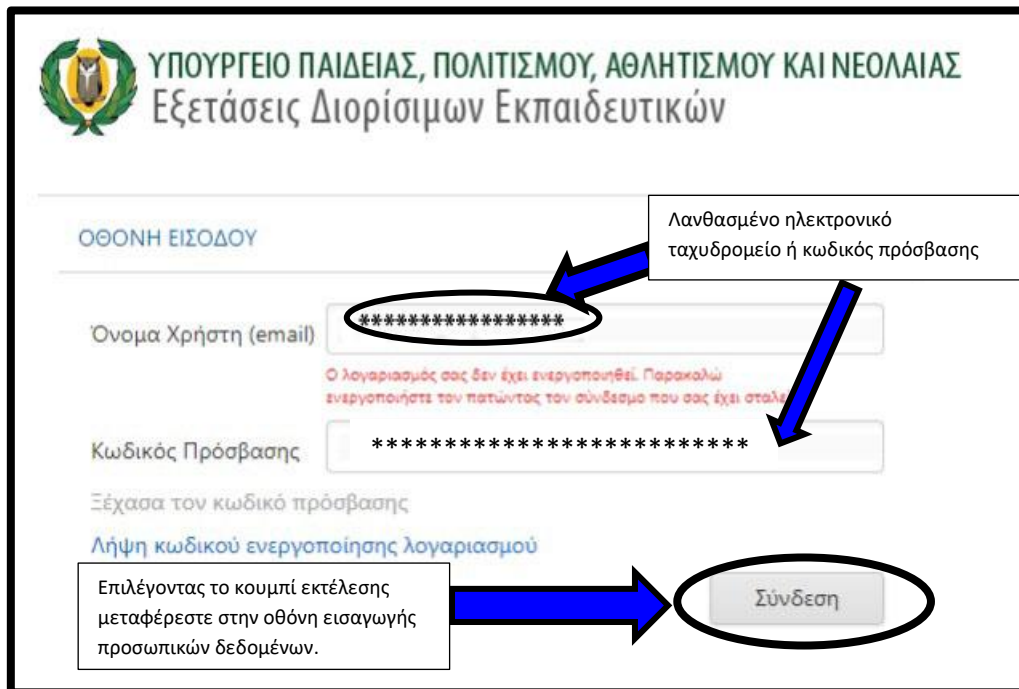 ΥΠΟΥΡΓΕΙΟ ΠΑΙΔΕΙΑΣ, ΠΟΛΙΤΙΣΜΟΥ, ΑΘΛΗΤΙΣΜΟΥ ΚΑΙ ΝΕΟΛΑΙΑΣ
Εξετάσεις Διορίσιμων Εκπαιδευτικών
Λανθασμένο ηλεκτρονικό
ταχυδρομείο ή κωδικός πρόσβασης
ΟΘΟΝΗ ΕΙΣΟΔΟΥ
Όνομα Χρήστη (email) *****************
Ο λογαριασμός σας δεν έχει ενεργοποιηθεί. Παρακαλώ
ενεργοποιήστε τον πατώντας τον σύνδεσμο που σας έχει σταλε
Κωδικός Πρόσβασης **************************
Ξέχασα τον κωδικό πρόσβασης
Λήψη κωδικού ενεργοποίησης λογαριασμού
Επιλέγοντας το κουμπί εκτέλεσης
μεταφέρεστε στην οθόνη εισαγωγής
προσωπικών δεδομένων.
Σύνδεση